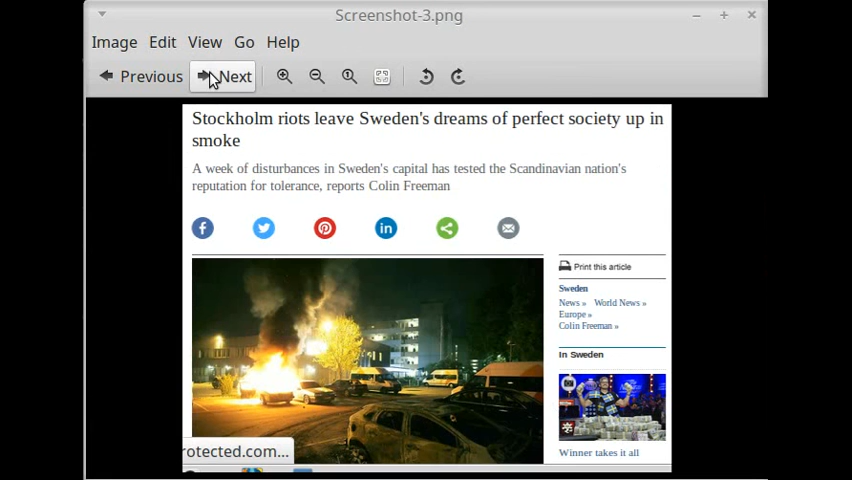 Screenshot-3.png
Image Edit View Go Help
Previous Next
Stockholm riots leave Sweden's dreams of perfect society up in
smoke
A week of disturbances in Sweden's capital has tested the Scandinavian nation's
reputation for tolerance, reports Colin Freeman
Print this article
Sweden
News » World News »
Europe »
Colin Freeman »
In Sweden
Winner takes it all
rotected.com...